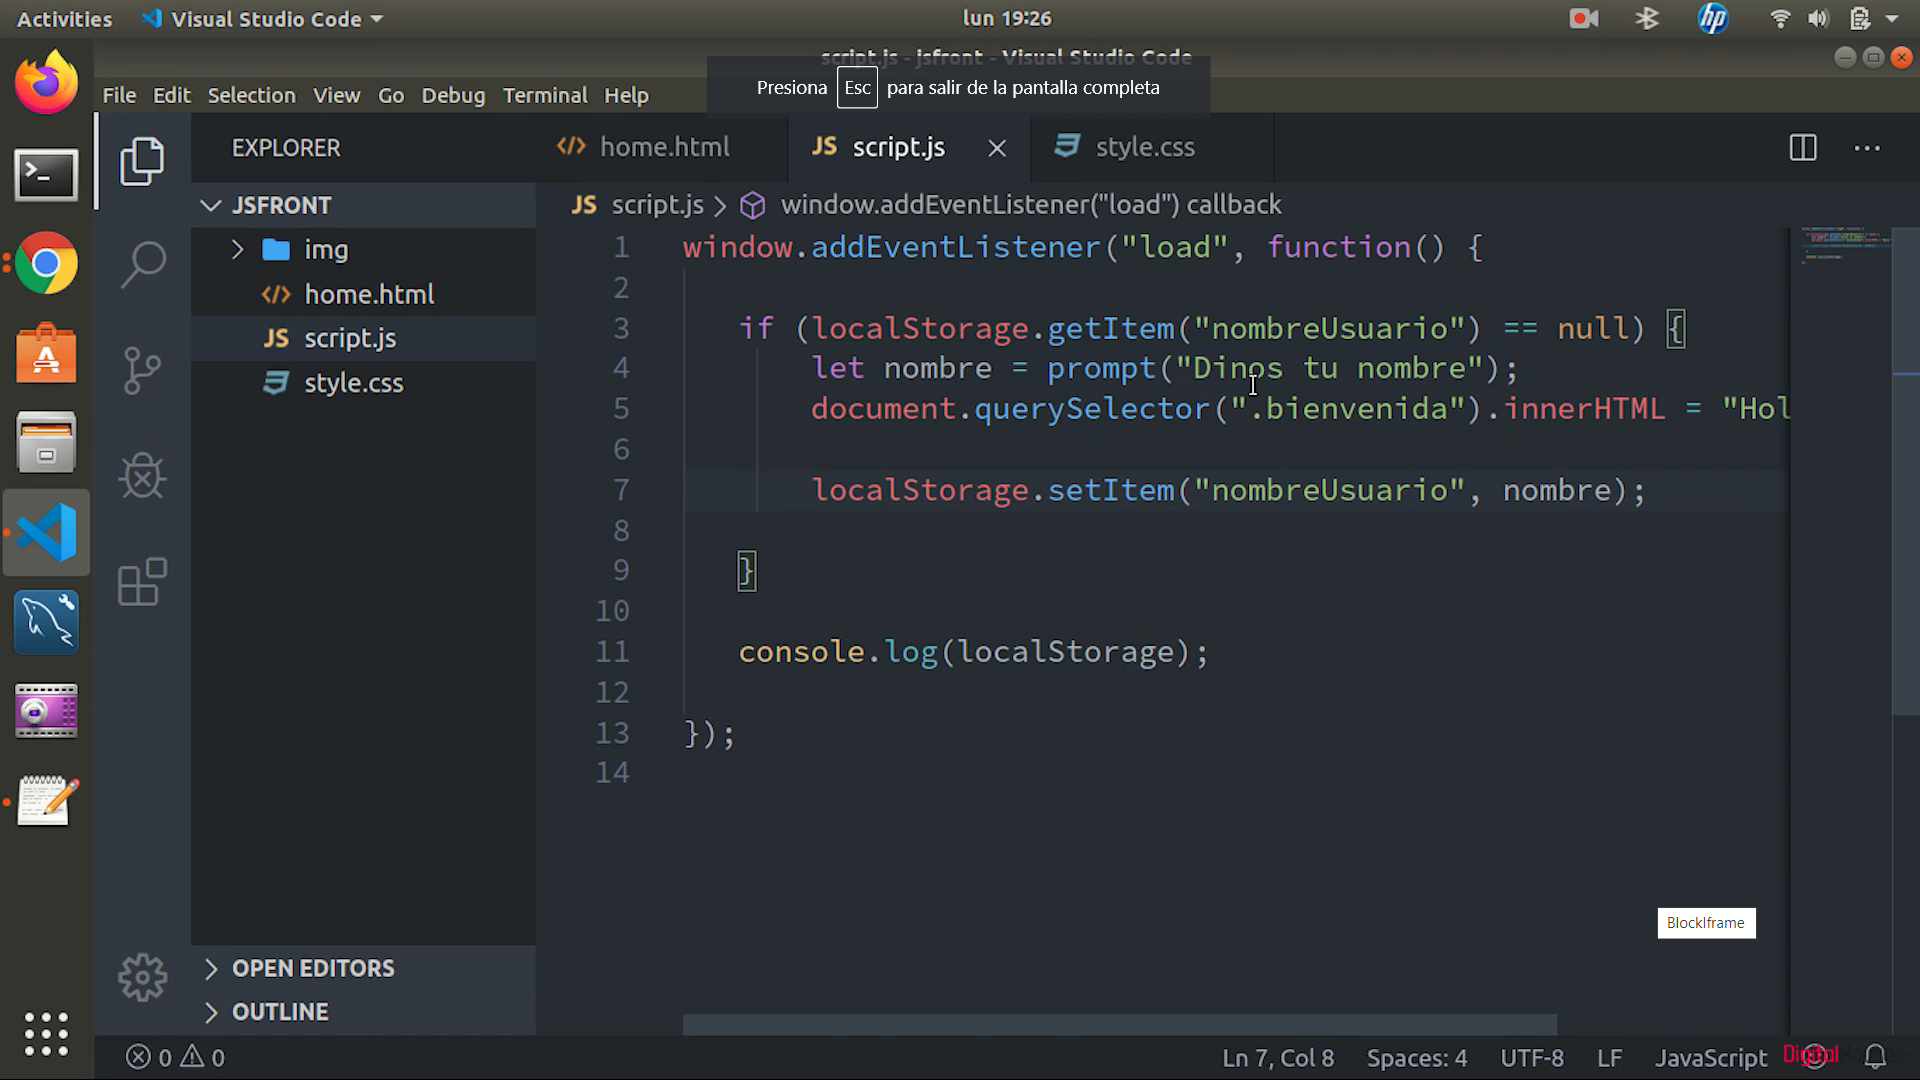 Activities
Visual Studio Code
lun 19:26
script.js - jsfront - Visual Studio Code
Presiona Esc para salir de la pantalla completa
File Edit Selection View Go Debug Terminal Help
EXPLORER
home.html
JS script.js
style.css
JSFRONT
img
home.html
JS script.js
style.css
OPEN EDITORS
OUTLINE
JS script.js > window.addEventListener("load") callback
1 window.addEventListener("load", function() {
2
3 if (localStorage.getItem("nombreUsuario") == null) {
4 let nombre = prompt("Dinos tu nombre");
5 document.querySelector(".bienvenida").innerHTML = "Hol
6
7 localStorage.setItem("nombreUsuario", nombre);
8
9 }
10
11 console.log(localStorage);
12
13 });
14
BlockIframe
0 0
Ln 7, Col 8 Spaces: 4 UTF-8 LF JavaScript
Digital
hp